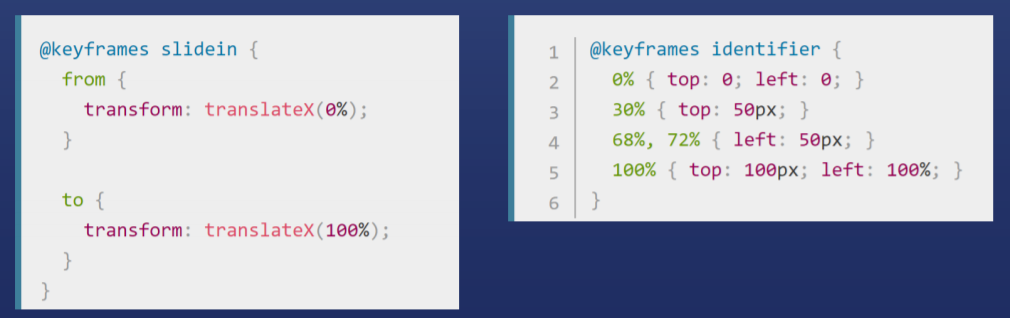 @keyframes slidein {
from {
transform: translateX(0%);
}
to {
transform: translateX(100%);
}
}
1 @keyframes identifier {
2 0% { top: 0; left: 0; }
3 30% { top: 50px; }
4 68%, 72% { left: 50px; }
5 100% { top: 100px; left: 100%; }
6 }